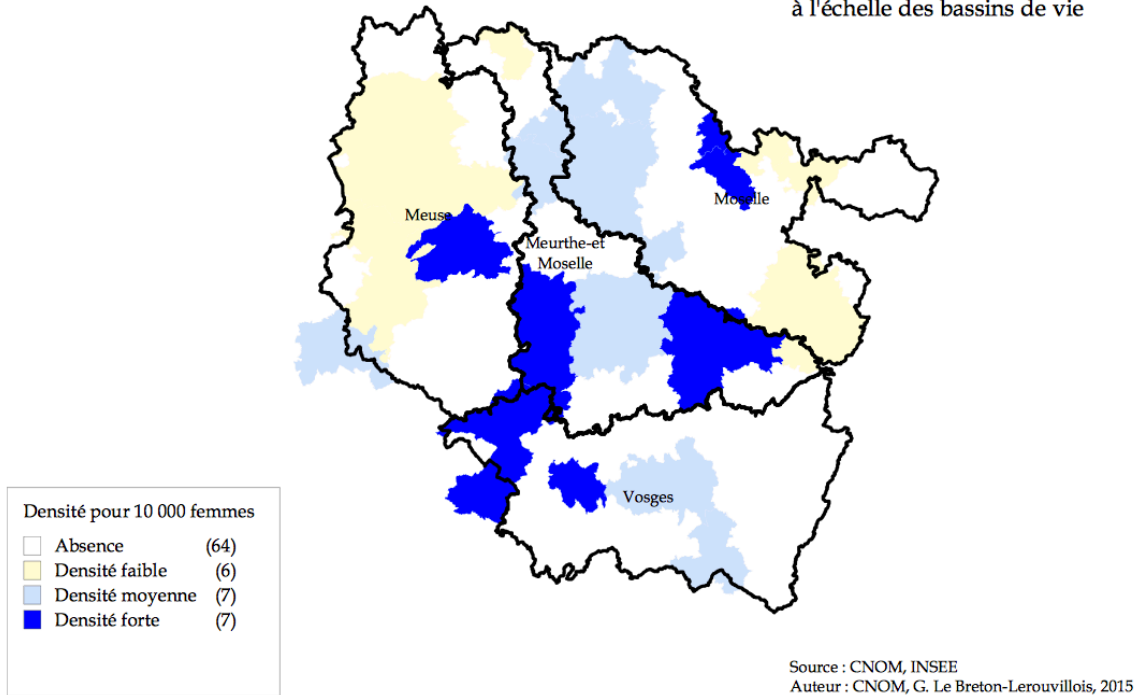 à l'échelle des bassins de vie
Meuse
Moselle
Meurthe-et
Moselle
Vosges
Densité pour 10 000 femmes
Absence (64)
Densité faible (6)
Densité moyenne (7)
Densité forte (7)
Source : CNOM, INSEE
Auteur : CNOM, G. Le Breton-Lerouvillois, 2015